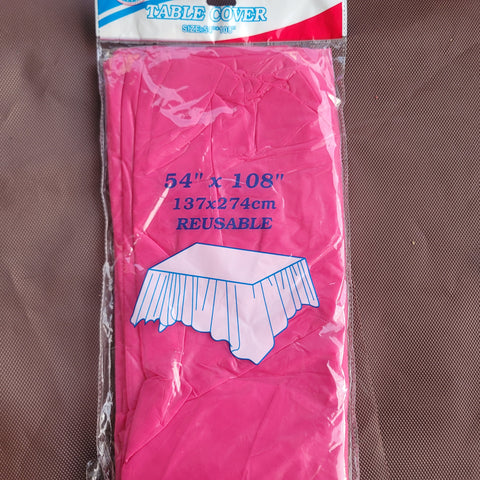 TABLE COVER
54" x 108"
137x274cm
REUSABLE